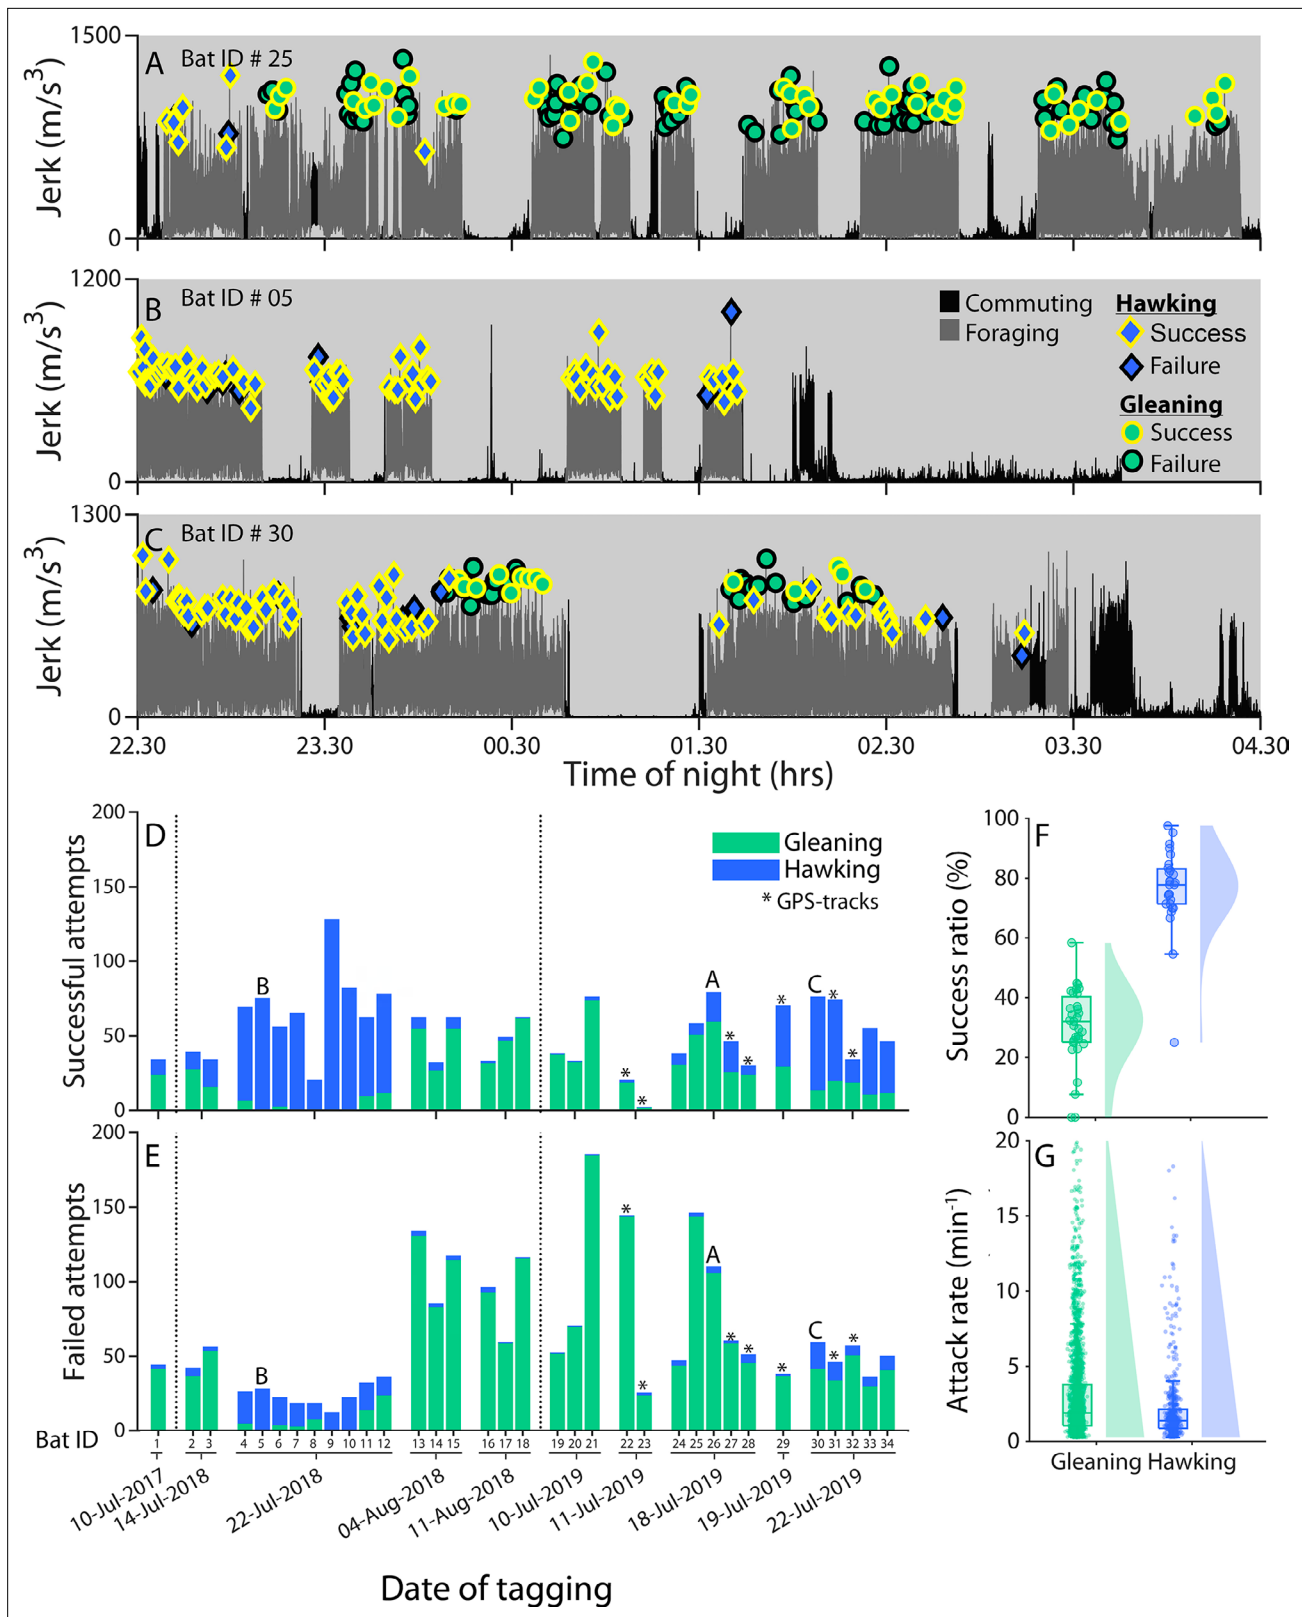 1500
A Bat ID # 25
Jerk (m/s³)
0
1200
B Bat ID # 05
Commuting
Foraging
Hawking
Success
Failure
Gleaning
Success
Failure
Jerk (m/s³)
0
1300
C Bat ID # 30
Jerk (m/s³)
0
22.30 23.30 00.30 01.30 02.30 03.30 04.30
Time of night (hrs)
200
D
Gleaning
Hawking
* GPS-tracks
150
Successful attempts
100
B A C
* * * * * * *
50
0
100
F
80
Success ratio (%)
60
40
20
0
200
E
150
Failed attempts
100
B A C
* * * * * * *
50
0
20
G
15
Attack rate (min⁻¹)
10
5
0
Gleaning Hawking
Bat ID 1 2 3 4 5 6 7 8 9 10 11 12 13 14 15 16 17 18 19 20 21 22 23 24 25 26 27 28 29 30 31 32 33 34
10-Jul-2017 14-Jul-2018 22-Jul-2018 04-Aug-2018 11-Aug-2018 10-Jul-2019 11-Jul-2019 18-Jul-2019 19-Jul-2019 22-Jul-2019
Date of tagging